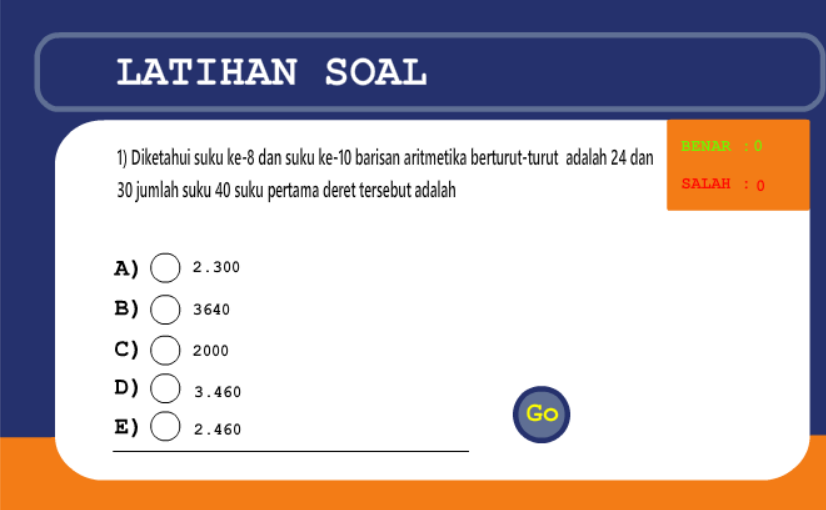 LATIHAN SOAL
1) Diketahui suku ke-8 dan suku ke-10 barisan aritmetika berturut-turut adalah 24 dan
30 jumlah suku 40 suku pertama deret tersebut adalah
BENAR : 0
SALAH : 0
A) 2.300
B) 3640
C) 2000
D) 3.460
E) 2.460
Go